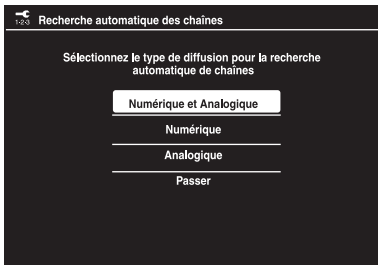 1·2·3 Recherche automatique des chaînes
Sélectionnez le type de diffusion pour la recherche
automatique de chaînes
Numérique et Analogique
Numérique
Analogique
Passer